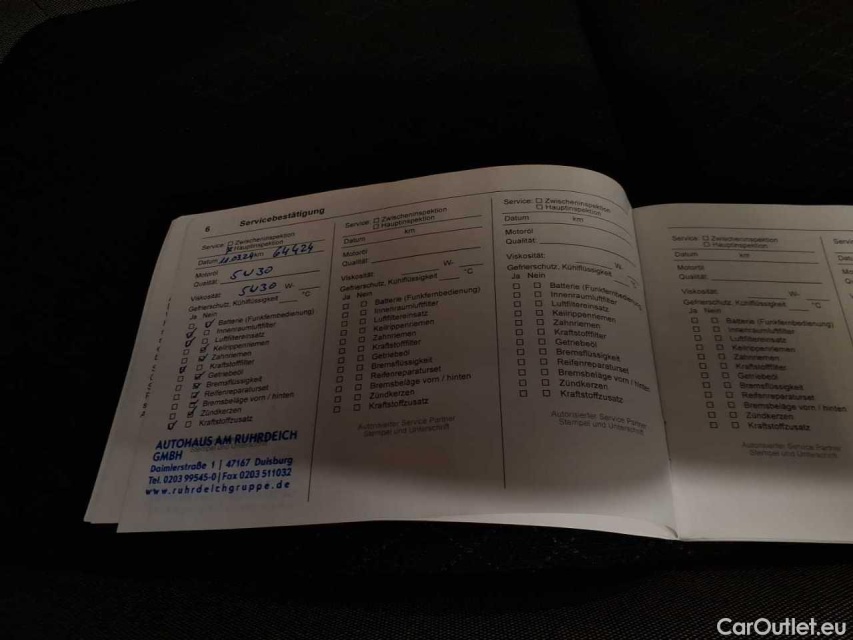 6 Servicebestätigung
Service: Zwischeninspektion
Hauptinspektion
Datum km 64424
Motoröl
Qualität: 5W30
Viskosität: 5W30
Gefrierschutz, Kühlflüssigkeit °C
Ja Nein
Batterie (Funkfernbedienung)
Innenraumluftfilter
Luftfiltereinsatz
Keilrippenriemen
Zahnriemen
Kraftstofffilter
Getriebeöl
Bremsflüssigkeit
Reifenreparaturset
Bremsbeläge vorn / hinten
Zündkerzen
Kraftstoffzusatz
AUTOHAUS AM RUHRDEICH
GMBH
Daimlerstraße 1 | 47167 Duisburg
Tel. 0203 99545-0 | Fax 0203 511032
www.ruhrdeichgruppe.de
Service: Zwischeninspektion
Hauptinspektion
Datum km
Motoröl
Qualität:
Viskosität: W-
Gefrierschutz, Kühlflüssigkeit °C
Ja Nein
Batterie (Funkfernbedienung)
Innenraumluftfilter
Luftfiltereinsatz
Keilrippenriemen
Zahnriemen
Kraftstofffilter
Getriebeöl
Bremsflüssigkeit
Reifenreparaturset
Bremsbeläge vorn / hinten
Zündkerzen
Kraftstoffzusatz
Autorisierter Service Partner
Stempel und Unterschrift
Service: Zwischeninspektion
Hauptinspektion
Datum km
Motoröl
Qualität:
Viskosität: W-
Gefrierschutz, Kühlflüssigkeit °C
Ja Nein
Batterie (Funkfernbedienung)
Innenraumluftfilter
Luftfiltereinsatz
Keilrippenriemen
Zahnriemen
Kraftstofffilter
Getriebeöl
Bremsflüssigkeit
Reifenreparaturset
Bremsbeläge vorn / hinten
Zündkerzen
Kraftstoffzusatz
Autorisierter Service Partner
Stempel und Unterschrift
Service: Zwischeninspektion
Hauptinspektion
Datum km
Motoröl
Qualität:
Viskosität: W-
Gefrierschutz, Kühlflüssigkeit °C
Ja Nein
Batterie (Funkfernbedienung)
Innenraumluftfilter
Luftfiltereinsatz
Keilrippenriemen
Zahnriemen
Kraftstofffilter
Getriebeöl
Bremsflüssigkeit
Reifenreparaturset
Bremsbeläge vorn / hinten
Zündkerzen
Kraftstoffzusatz
Autorisierter Service Partner
Stempel und Unterschrift
CarOutlet.eu